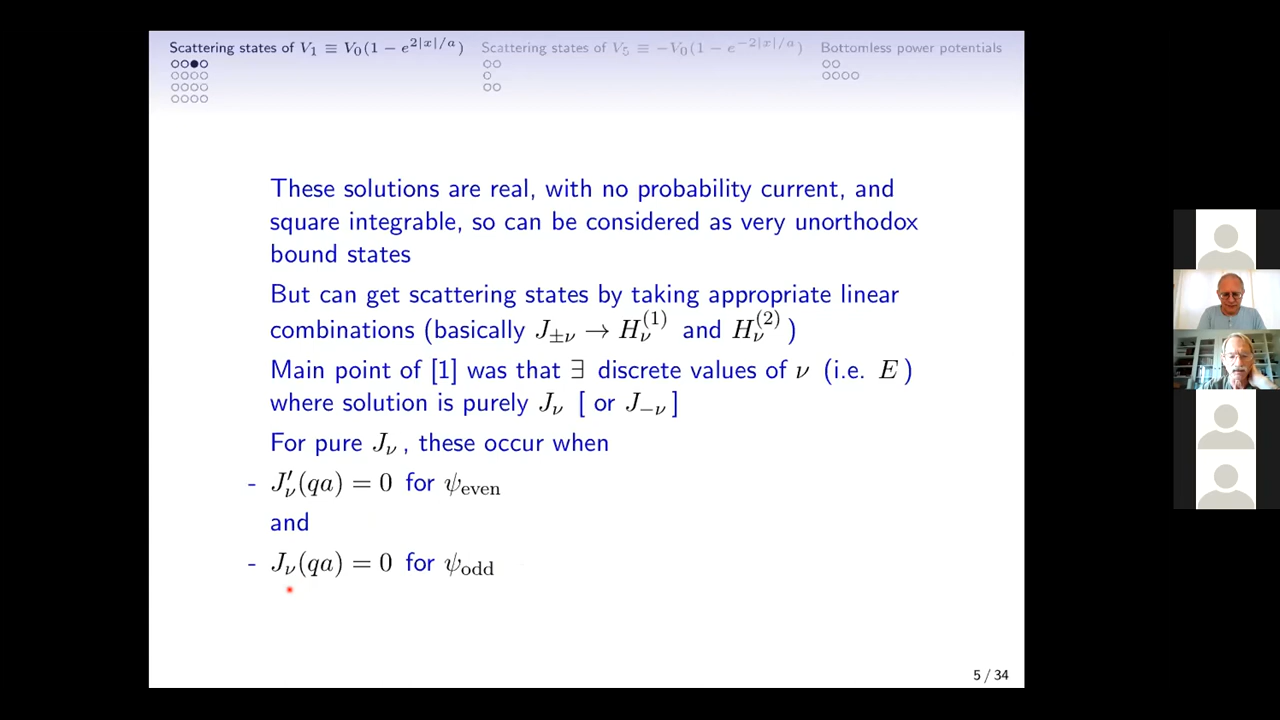 Scattering states of V₁ ≡ V₀(1 − e^{2|x|/a})
Scattering states of V₅ ≡ −V₀(1 − e^{−2|x|/a})
Bottomless power potentials
These solutions are real, with no probability current, and
square integrable, so can be considered as very unorthodox
bound states
But can get scattering states by taking appropriate linear
combinations (basically J_{±ν} → H_ν^{(1)} and H_ν^{(2)} )
Main point of [1] was that ∃ discrete values of ν (i.e. E )
where solution is purely J_ν [ or J_{−ν} ]
For pure J_ν , these occur when
- J′_ν(qa) = 0 for ψ_even
and
- J_ν(qa) = 0 for ψ_odd
5 / 34